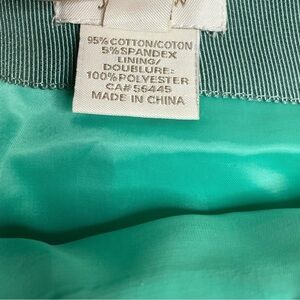 95% COTTON/COTON
5% SPANDEX
LINING/
DOUBLURE:
100% POLYESTER
CA# 56445
MADE IN CHINA